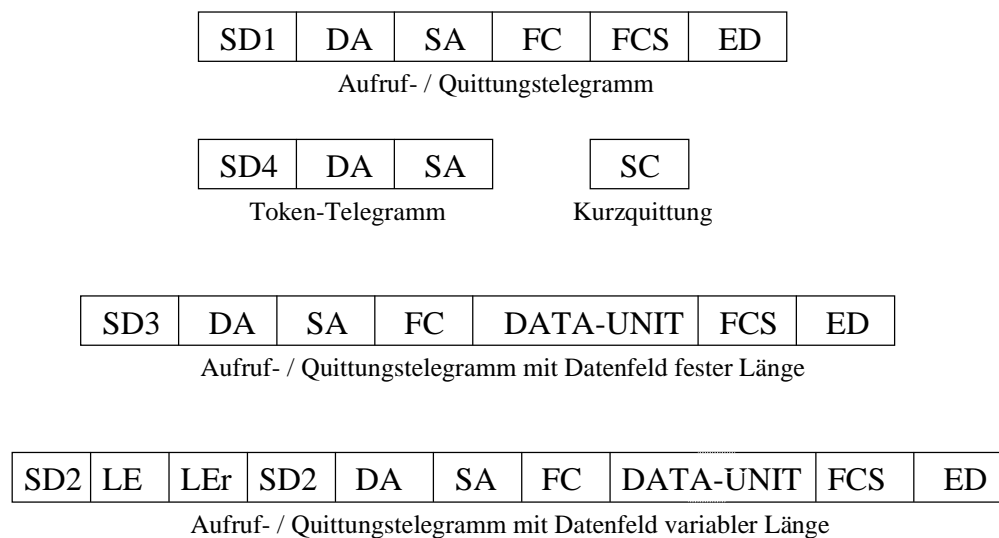 SD1 DA SA FC FCS ED
Aufruf- / Quittungstelegramm
SD4 DA SA SC
Token-Telegramm Kurzquittung
SD3 DA SA FC DATA-UNIT FCS ED
Aufruf- / Quittungstelegramm mit Datenfeld fester Länge
SD2 LE LEr SD2 DA SA FC DATA-UNIT FCS ED
Aufruf- / Quittungstelegramm mit Datenfeld variabler Länge